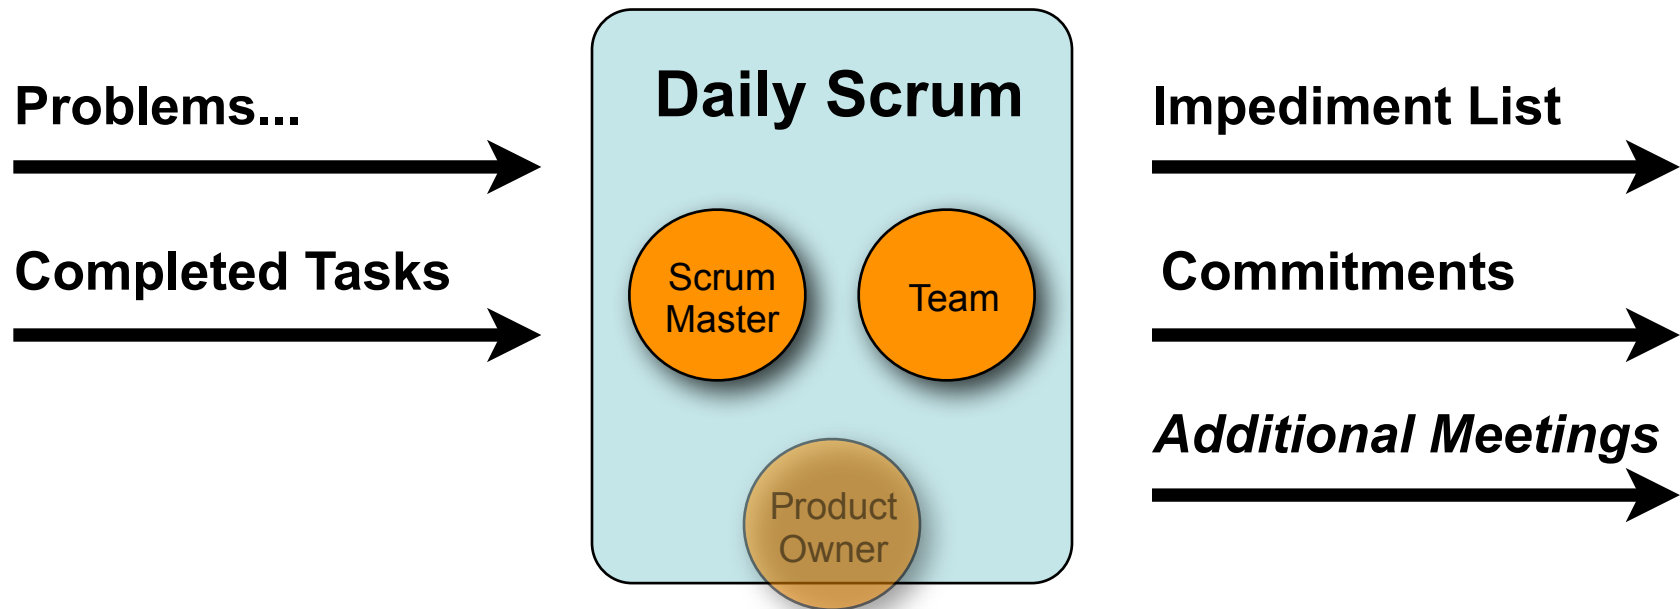 Daily Scrum
Problems...
Completed Tasks
Scrum
Master
Team
Product
Owner
Impediment List
Commitments
Additional Meetings